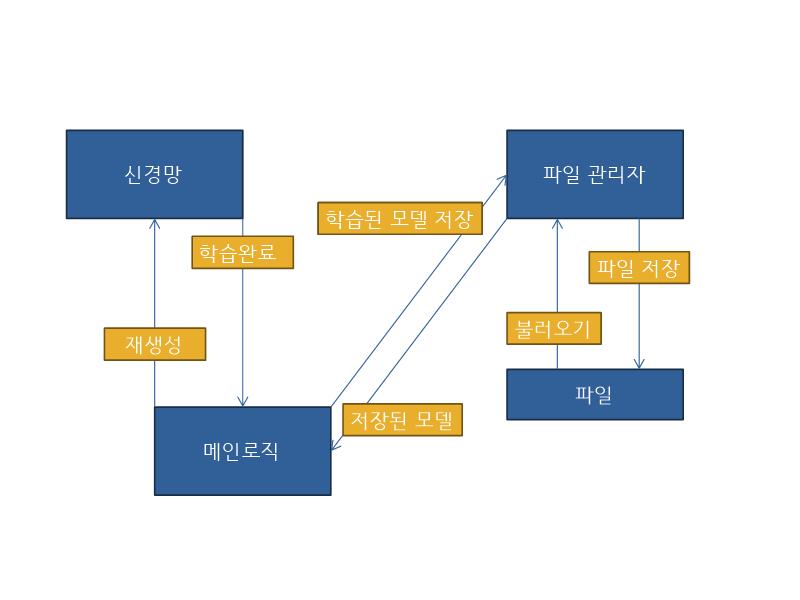 신경망
파일 관리자
학습된 모델 저장
학습완료
파일 저장
불러오기
재생성
파일
저장된 모델
메인로직